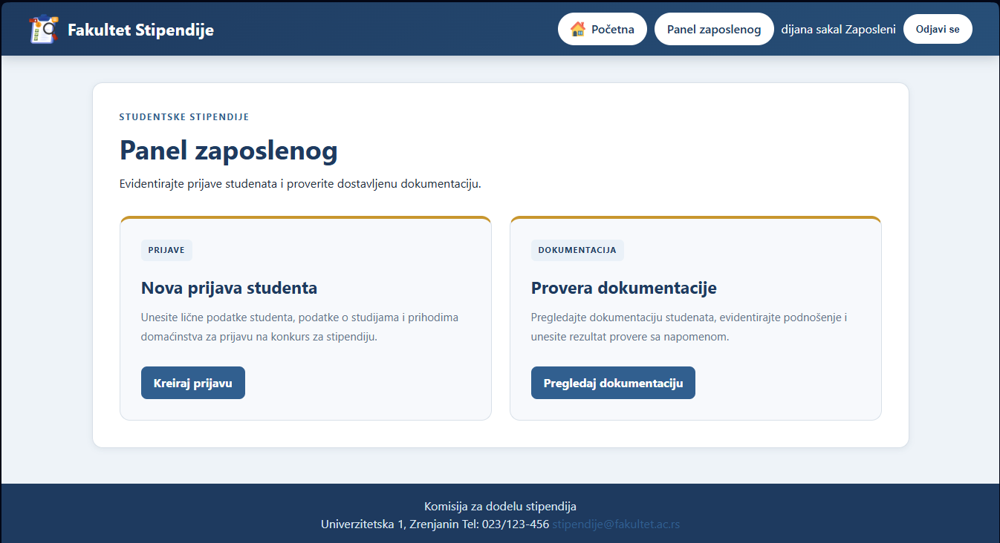 Fakultet Stipendije
Početna
Panel zaposlenog
dijana sakal Zaposleni
Odjavi se
STUDENTSKE STIPENDIJE
Panel zaposlenog
Evidentirajte prijave studenata i proverite dostavljenu dokumentaciju.
PRIJAVE
Nova prijava studenta
Unesite lične podatke studenta, podatke o studijama i prihodima
domaćinstva za prijavu na konkurs za stipendiju.
Kreiraj prijavu
DOKUMENTACIJA
Provera dokumentacije
Pregledajte dokumentaciju studenata, evidentirajte podnošenje i
unesite rezultat provere sa napomenom.
Pregledaj dokumentaciju
Komisija za dodelu stipendija
Univerzitetska 1, Zrenjanin Tel: 023/123-456 stipendije@fakultet.ac.rs